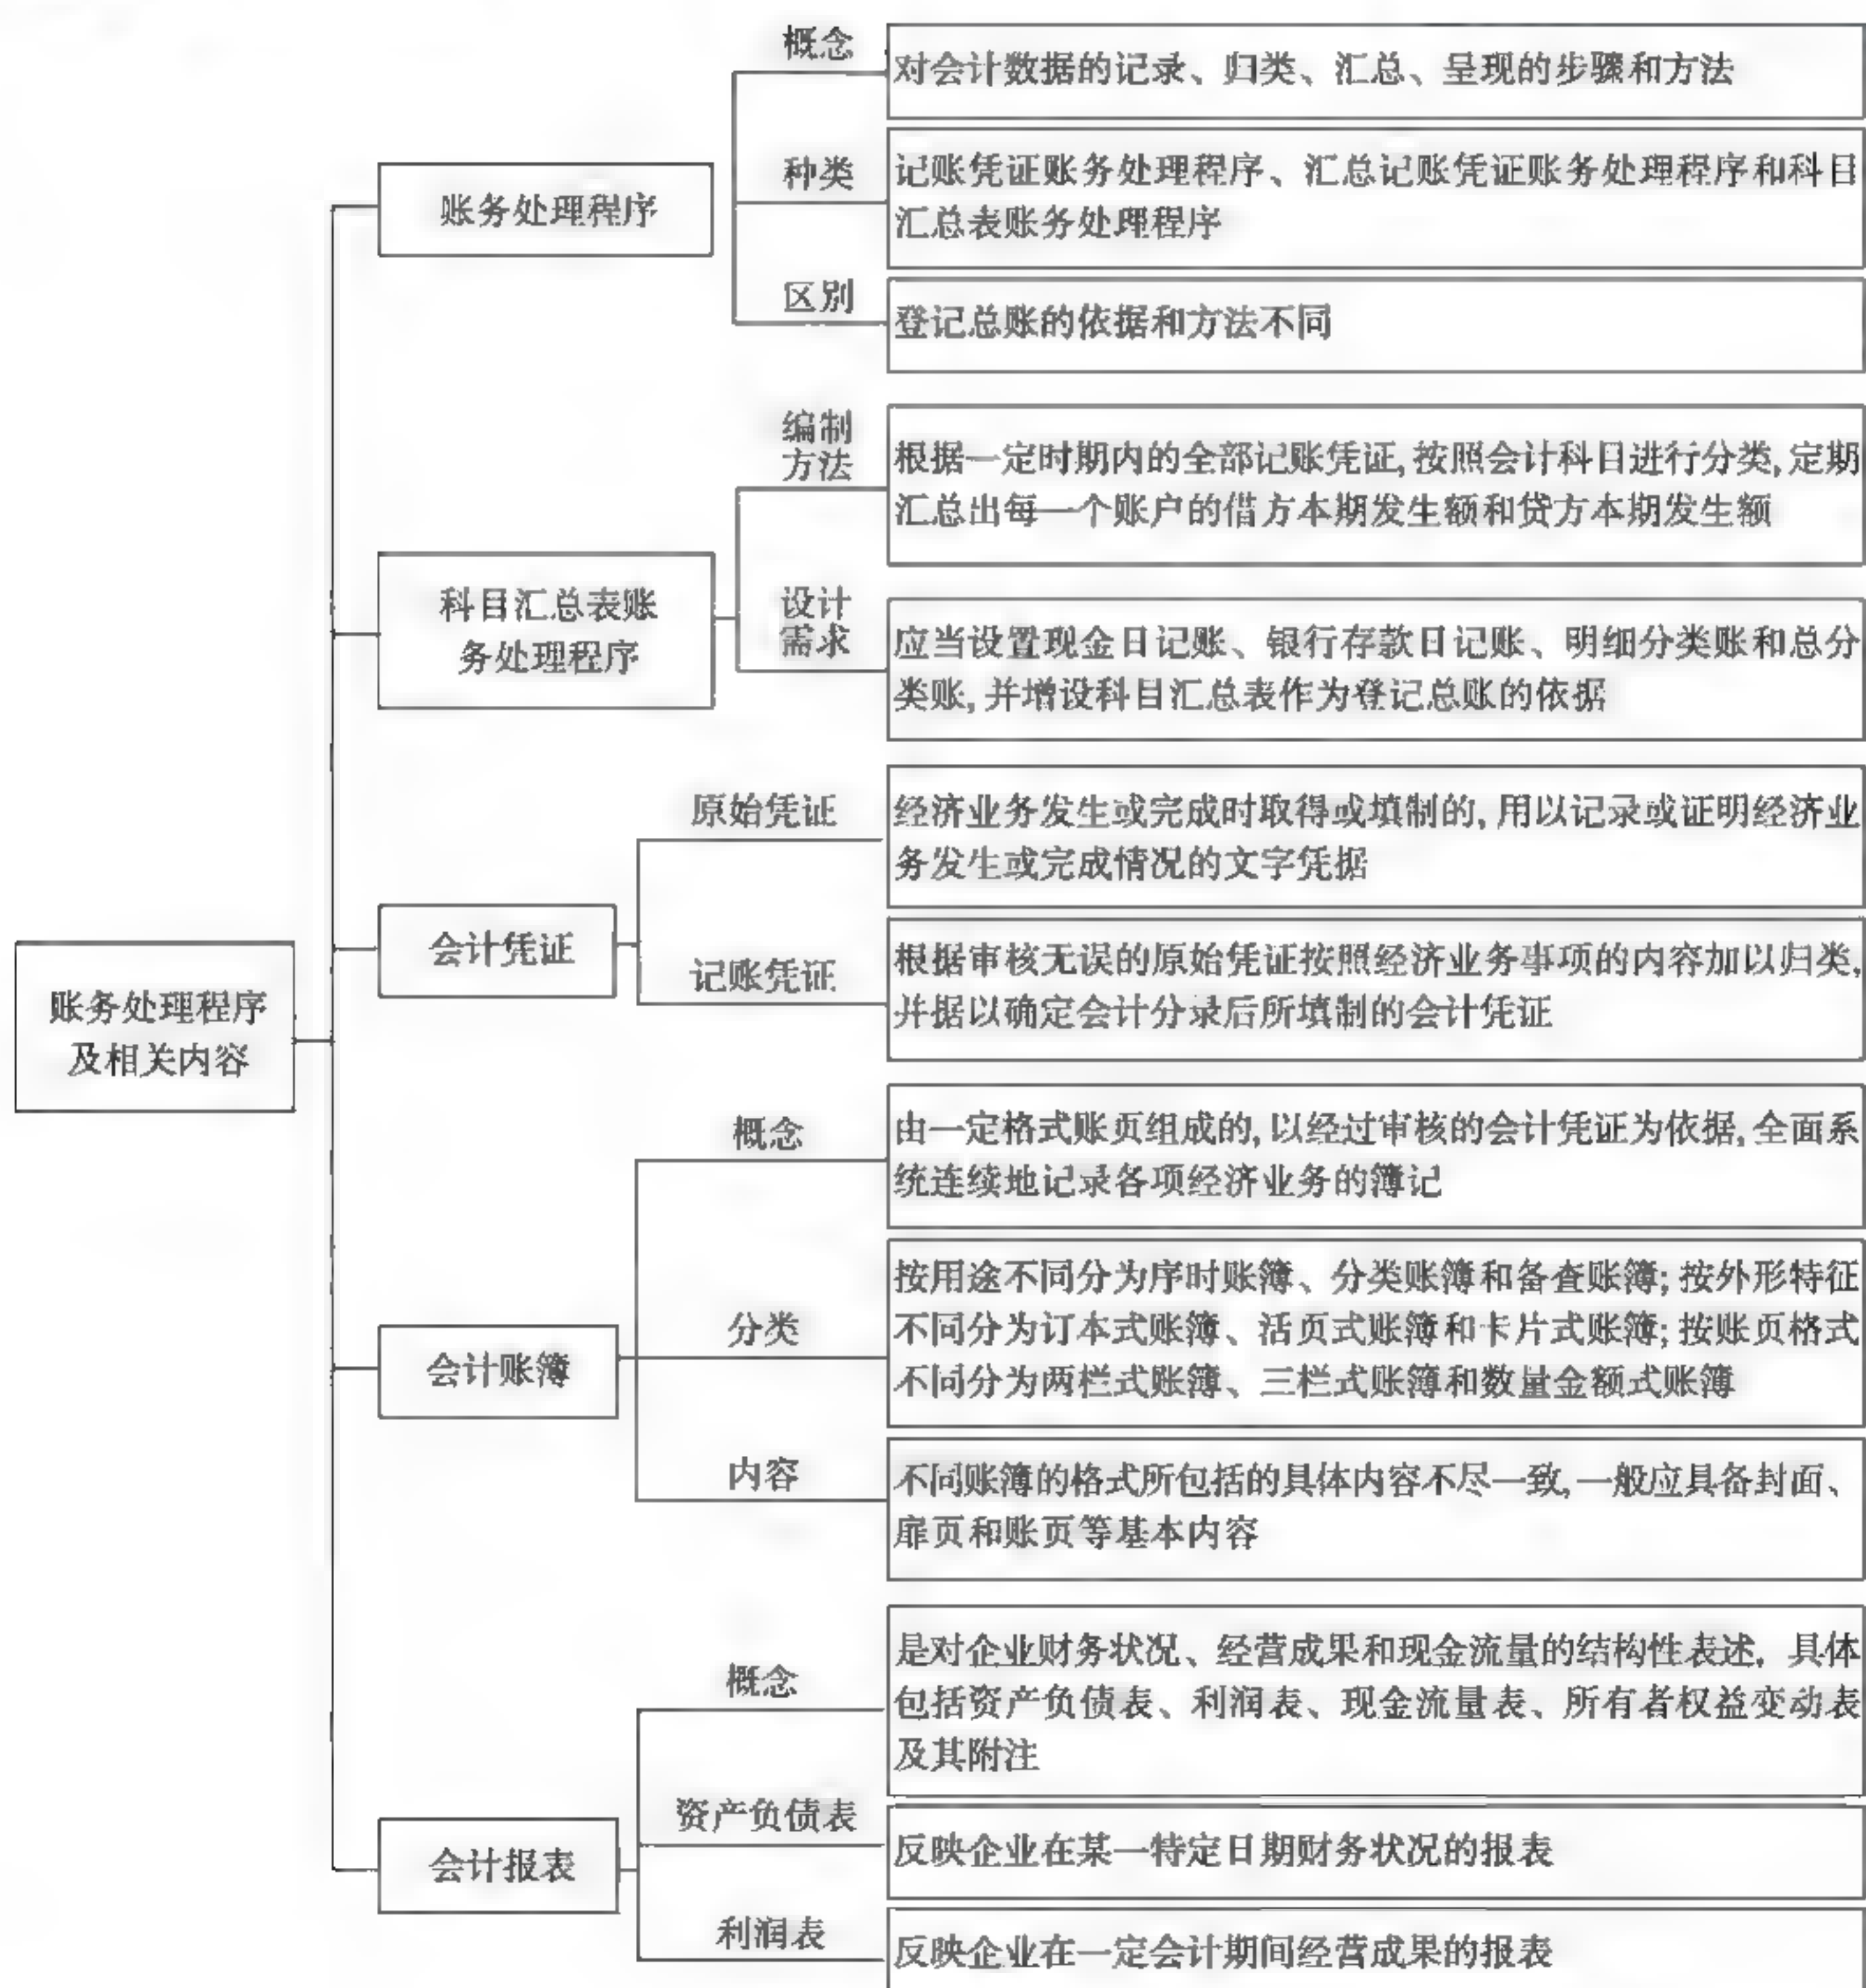 概念
对会计数据的记录、归类、汇总、呈现的步骤和方法
账务处理程序
种类
记账凭证账务处理程序、汇总记账凭证账务处理程序和科目
汇总表账务处理程序
区别
登记总账的依据和方法不同
科目汇总表账
务处理程序
编制
方法
根据一定时期内的全部记账凭证,按照会计科目进行分类,定期
汇总出每一个账户的借方本期发生额和贷方本期发生额
设计
需求
应当设置现金日记账、银行存款日记账、明细分类账和总分
类账,并增设科目汇总表作为登记总账的依据
会计凭证
原始凭证
经济业务发生或完成时取得或填制的,用以记录或证明经济业
务发生或完成情况的文字凭据
记账凭证
根据审核无误的原始凭证按照经济业务事项的内容加以归类,
并据以确定会计分录后所填制的会计凭证
账务处理程序
及相关内容
会计账簿
概念
由一定格式账页组成的,以经过审核的会计凭证为依据,全面系
统连续地记录各项经济业务的簿记
分类
按用途不同分为序时账簿、分类账簿和备查账簿;按外形特征
不同分为订本式账簿、活页式账簿和卡片式账簿;按账页格式
不同分为两栏式账簿、三栏式账簿和数量金额式账簿
内容
不同账簿的格式所包括的具体内容不尽一致,一般应具备封面、
扉页和账页等基本内容
会计报表
概念
是对企业财务状况、经营成果和现金流量的结构性表述,具体
包括资产负债表、利润表、现金流量表、所有者权益变动表
及其附注
资产负债表
反映企业在某一特定日期财务状况的报表
利润表
反映企业在一定会计期间经营成果的报表